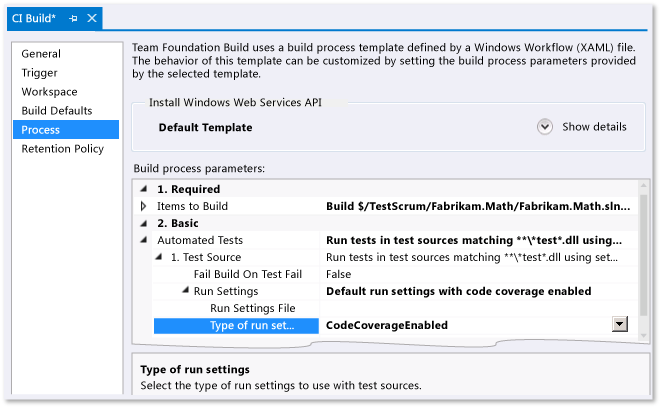 CI Build*
General
Trigger
Workspace
Build Defaults
Process
Retention Policy
Team Foundation Build uses a build process template defined by a Windows Workflow (XAML) file.
The behavior of this template can be customized by setting the build process parameters provided
by the selected template.
Install Windows Web Services API
Default Template
Show details
Build process parameters:
1. Required
Items to Build Build $/TestScrum/Fabrikam.Math/Fabrikam.Math.sln...
2. Basic
Automated Tests Run tests in test sources matching **\*test*.dll using...
1. Test Source Run tests in test sources matching **\*test*.dll using set...
Fail Build On Test Fail False
Run Settings Default run settings with code coverage enabled
Run Settings File
Type of run set... CodeCoverageEnabled
Type of run settings
Select the type of run settings to use with test sources.